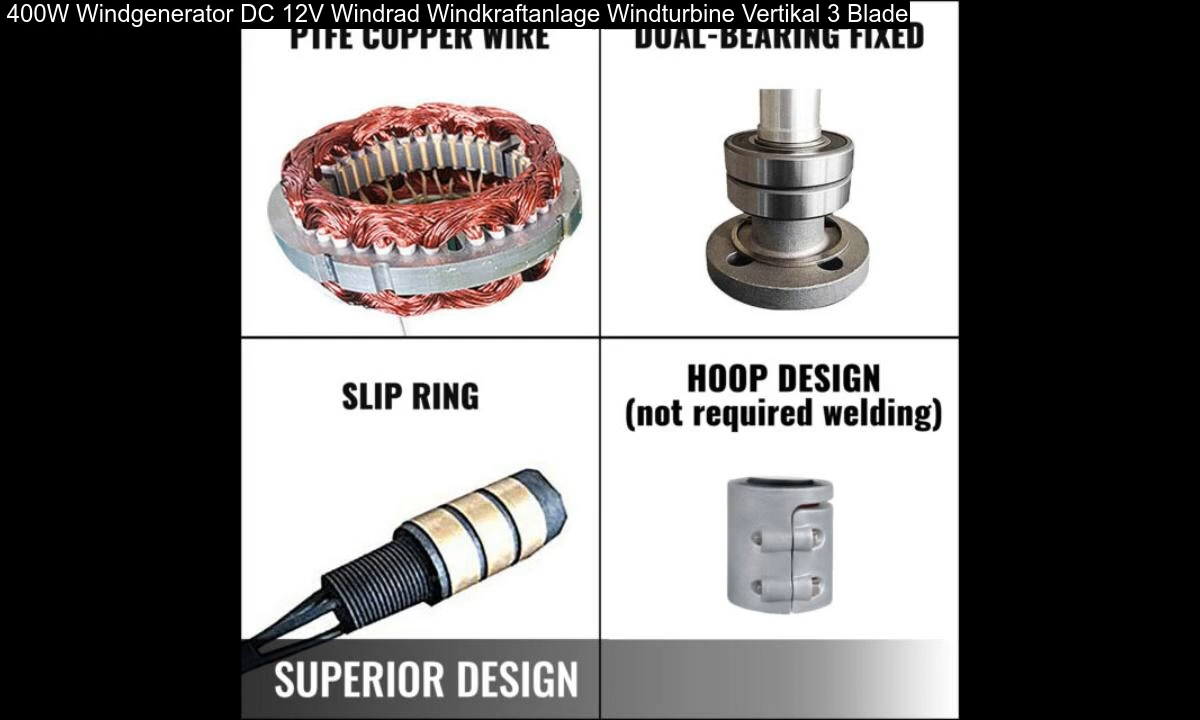 400W Windgenerator DC 12V Windrad Windkraftanlage Windturbine Vertikal 3 Blade
PTFE COPPER WIRE
DUAL-BEARING FIXED
SLIP RING
HOOP DESIGN
(not required welding)
SUPERIOR DESIGN